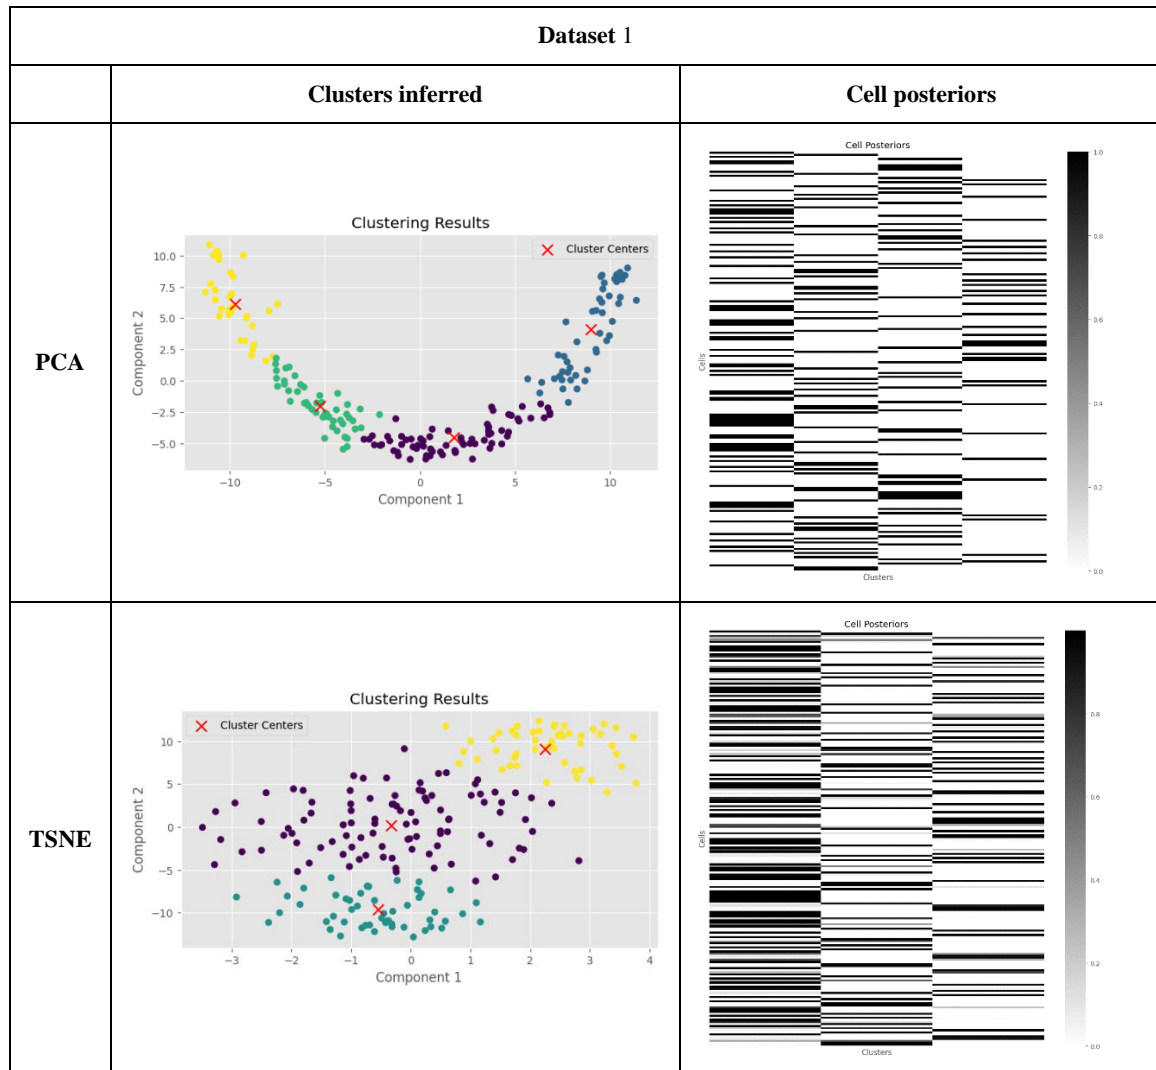 Dataset 1
Clusters inferred
Cell posteriors
PCA
Clustering Results
Cluster Centers
Component 2
10.0
7.5
5.0
2.5
0.0
−2.5
−5.0
−10
−5
0
5
10
Component 1
Cell Posteriors
Cells
Clusters
1.0
0.8
0.6
0.4
0.2
0.0
TSNE
Clustering Results
Cluster Centers
Component 2
10
5
0
−5
−10
−3
−2
−1
0
1
2
3
4
Component 1
Cell Posteriors
Cells
Clusters
0.8
0.6
0.4
0.2
0.0